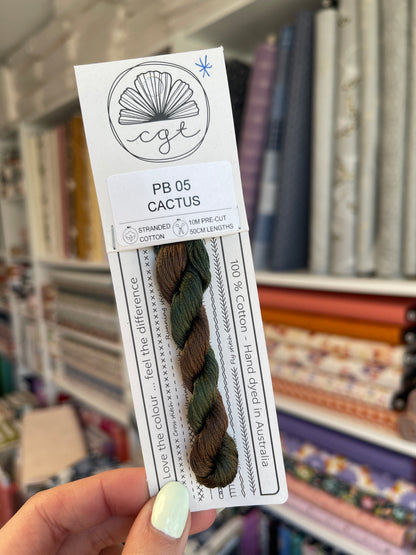 cgt
PB 05
CACTUS
STRANDED
COTTON
10M PRE-CUT
50CM LENGTHS
Love the colour ... feel the difference
100 % Cotton - Hand dyed in Australia